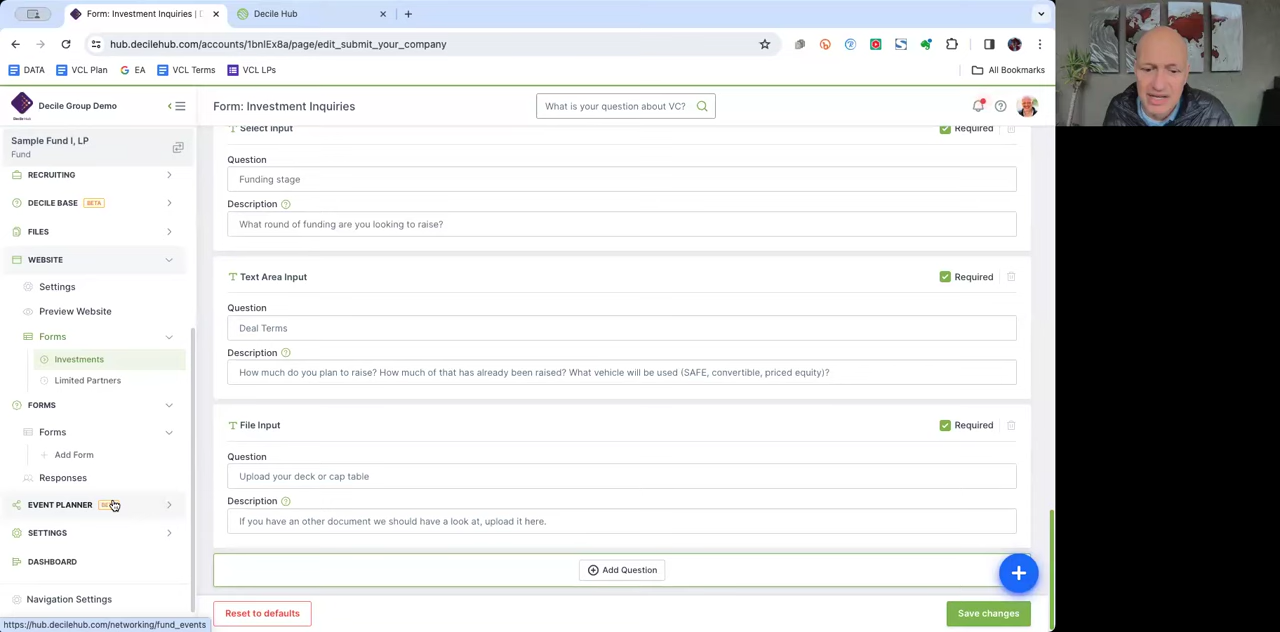 Form: Investment Inquiries | D
Decile Hub
hub.decilehub.com/accounts/1bnlEx8a/page/edit_submit_your_company
DATA
VCL Plan
EA
VCL Terms
VCL LPs
All Bookmarks
Decile Group Demo
Form: Investment Inquiries
What is your question about VC?
Sample Fund I, LP
Fund
RECRUITING
DECILE BASE BETA
FILES
WEBSITE
Settings
Preview Website
Forms
Investments
Limited Partners
FORMS
Forms
Add Form
Responses
EVENT PLANNER
SETTINGS
DASHBOARD
Navigation Settings
https://hub.decilehub.com/networking/fund_events
Select Input
Required
Question
Funding stage
Description
What round of funding are you looking to raise?
Text Area Input
Required
Question
Deal Terms
Description
How much do you plan to raise? How much of that has already been raised? What vehicle will be used (SAFE, convertible, priced equity)?
File Input
Required
Question
Upload your deck or cap table
Description
If you have an other document we should have a look at, upload it here.
Add Question
Reset to defaults
Save changes